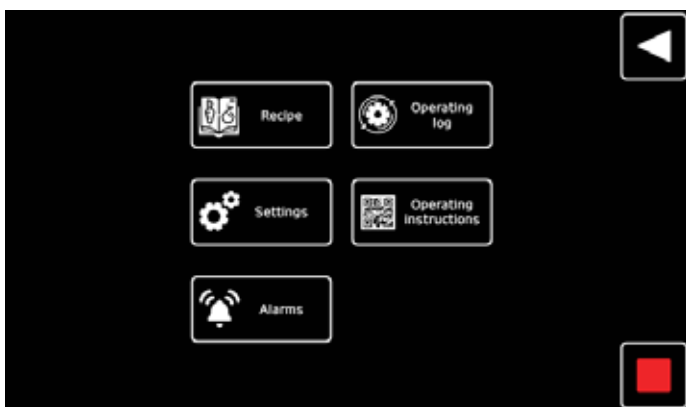 Recipe
Operating
log
Settings
Operating
instructions
Alarms